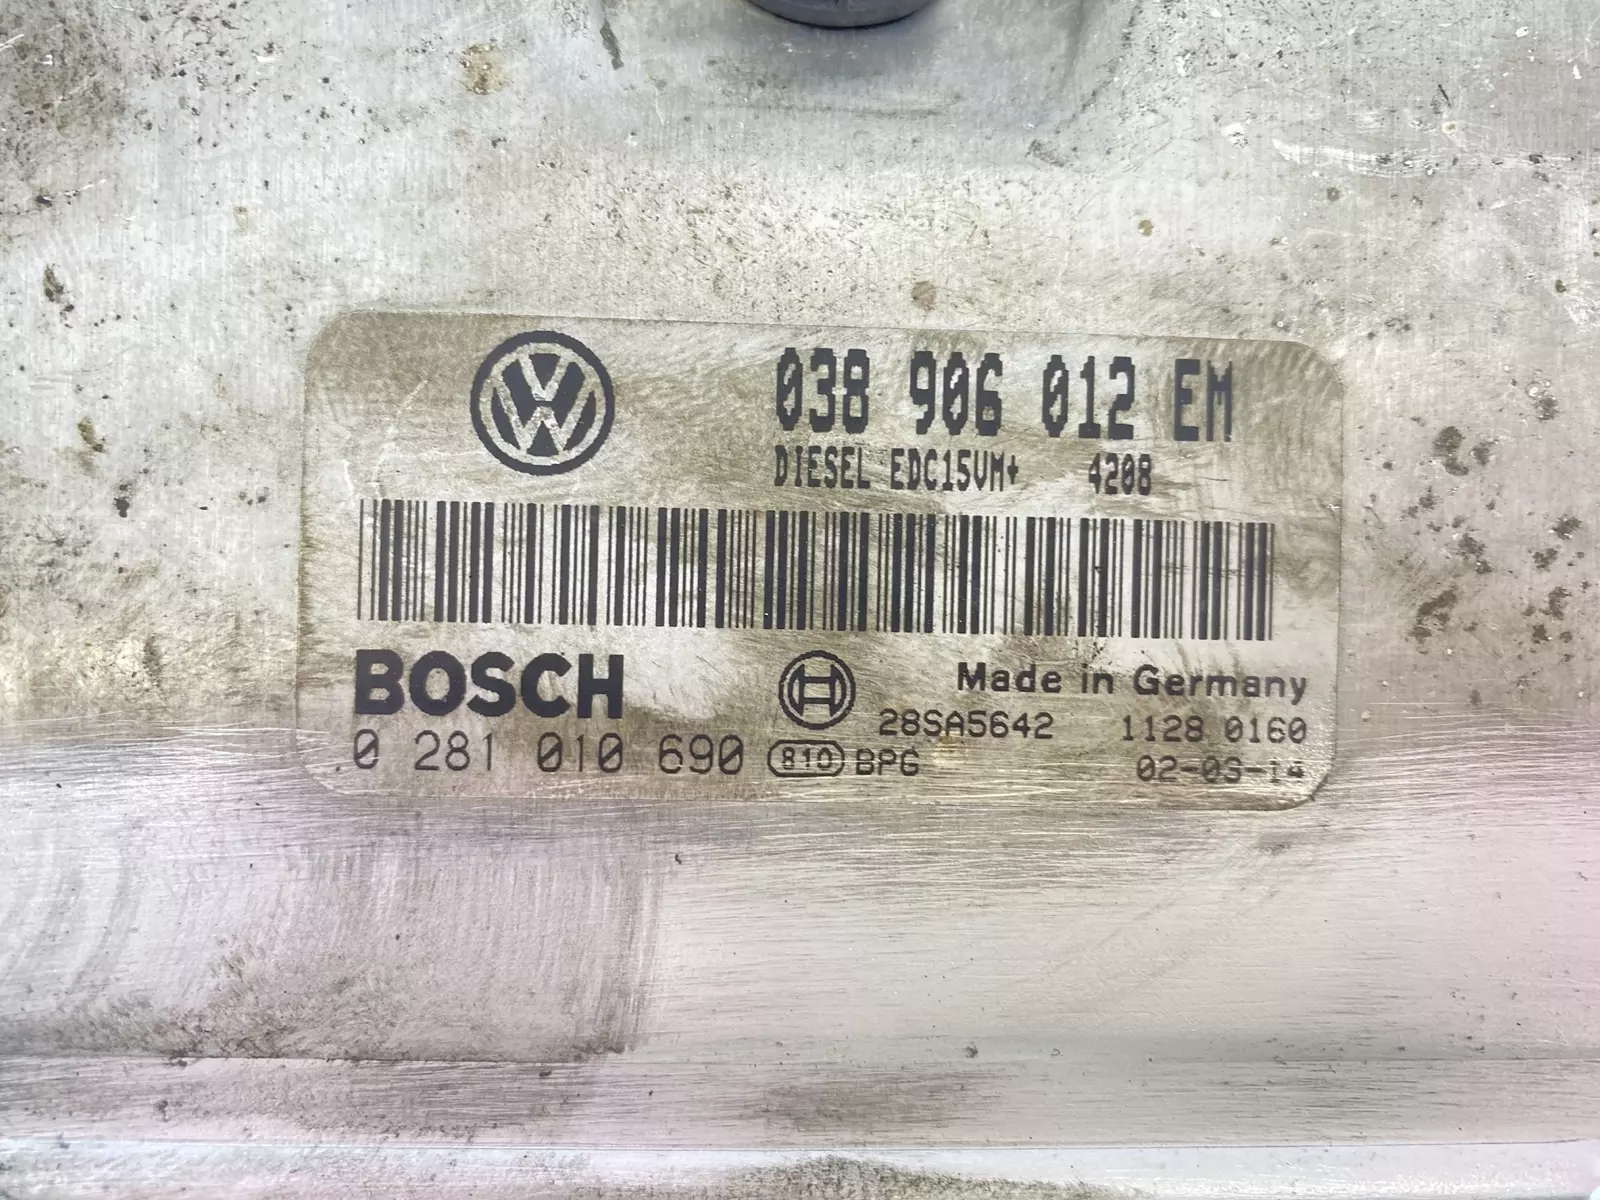 038 906 012 EM
DIESEL EDC15VM+ 4208
BOSCH
Made in Germany
28SA5642 1128 0160
0 281 010 690 810 BPG 02-03-14